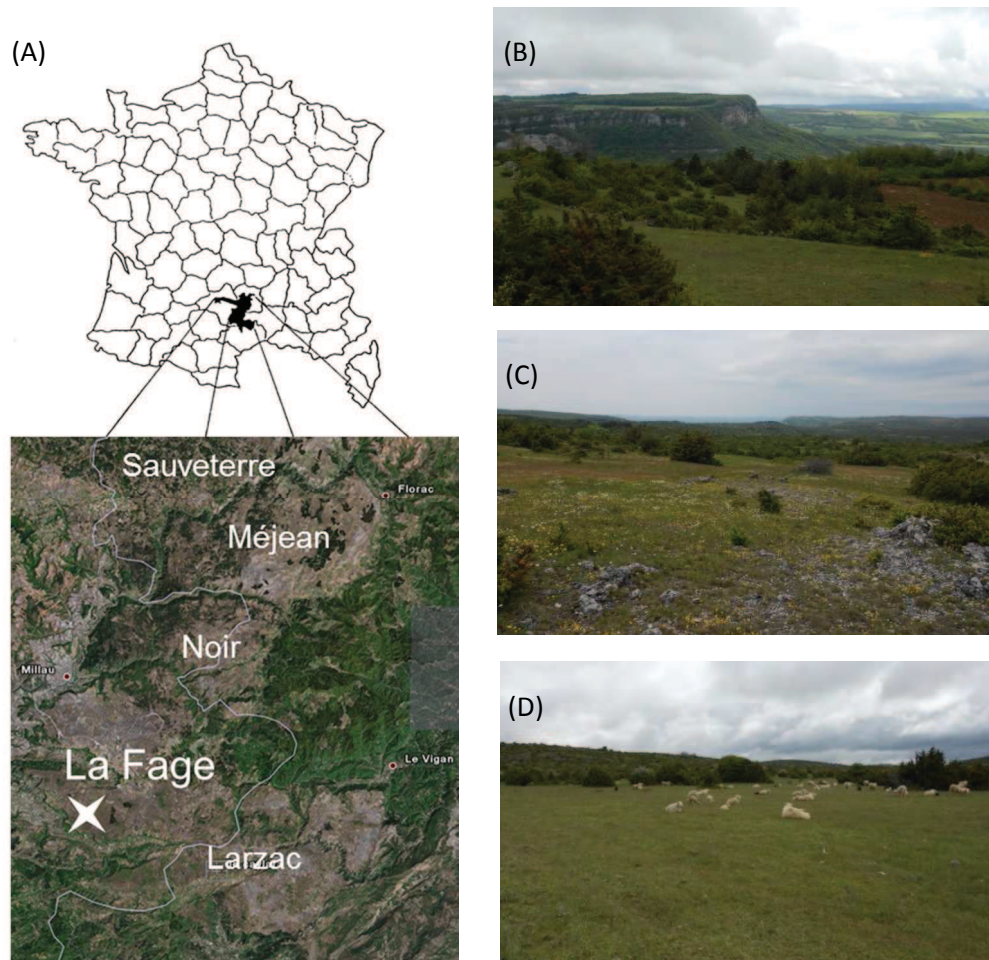 (A)
(B)
(C)
(D)
Sauveterre
Florac
Méjean
Noir
Millau
La Fage
Le Vigan
Larzac